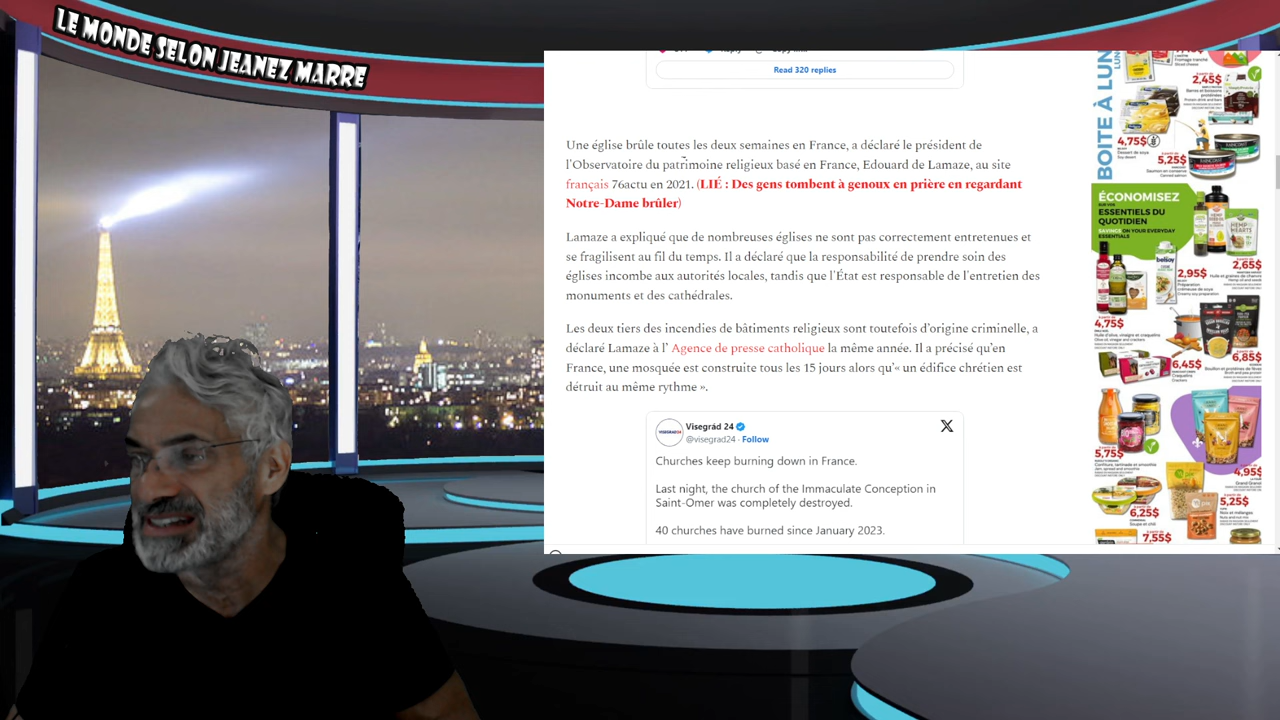 LE MONDE SELON JEANEZ MARRE
Read 320 replies
Une église brûle toutes les deux semaines en France, a déclaré le président de
l'Observatoire du patrimoine religieux basé en France, Edouard de Lamaze, au site
français 76actu en 2021. (LIÉ : Des gens tombent à genoux en prière en regardant
Notre-Dame brûler)
Lamaze a expliqué que de nombreuses églises ne sont pas correctement entretenues et
se fragilisent au fil du temps. Il a déclaré que la responsabilité de prendre soin des
églises incombe aux autorités locales, tandis que l'État est responsable de l'entretien des
monuments et des cathédrales.
Les deux tiers des incendies de bâtiments religieux sont toutefois d'origine criminelle, a
déclaré Lamaze à l' de presse catholique la même année. Il a précisé qu'en
France, une mosquée est construite tous les 15 jours alors qu'« un édifice chrétien est
détruit au même rythme ».
VISEGRÁD24
Visegrád 24
@visegrad24 · Follow
Churches keep burning down in France
Last night the church of the Immaculate Conception in
Saint-Omer was completely destroyed.
40 churches have burned since January 2023.
BOITE À LUN
2,45$
4,75$
5,25$
ÉCONOMISEZ
SUR VOS
ESSENTIELS DU
QUOTIDIEN
SAVINGS ON YOUR EVERYDAY
ESSENTIALS
2,65$
2,95$
4,75$
6,85$
6,45$
5,75$
4,95$
6,25$
5,25$
7,55$